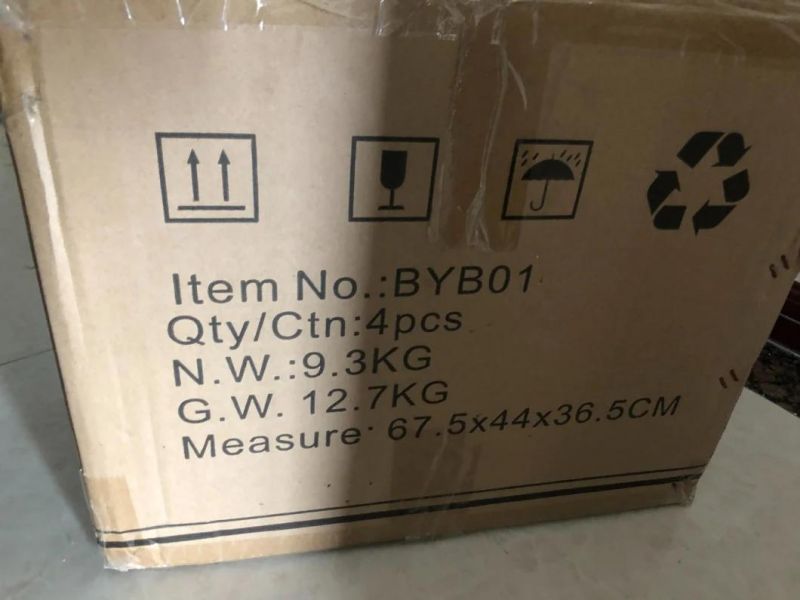 Item No.:BYB01
Qty/Ctn:4pcs
N.W.:9.3KG
G.W. 12.7KG
Measure: 67.5x44x36.5CM